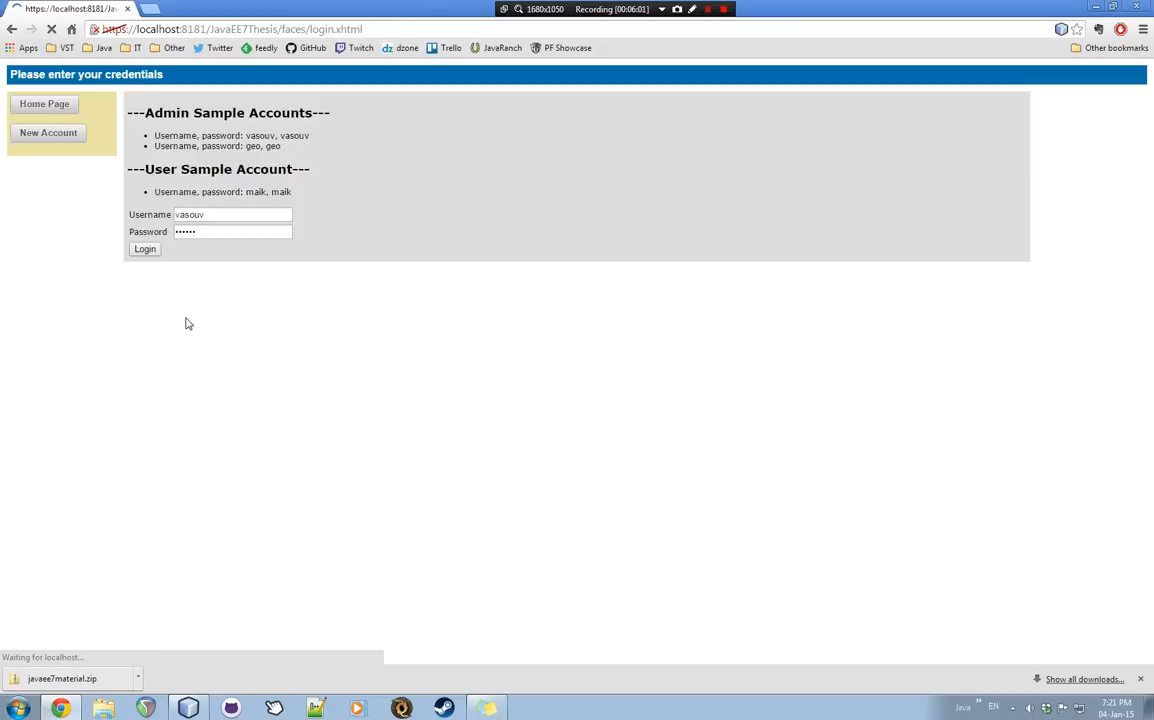 https://localhost:8181/Jav
1680x1050 Recording [00:06:01]
https://localhost:8181/JavaEE7Thesis/faces/login.xhtml
Apps VST Java IT Other Twitter feedly GitHub Twitch dzone Trello JavaRanch PF Showcase Other bookmarks
Please enter your credentials
Home Page
New Account
---Admin Sample Accounts---
Username, password: vasouv, vasouv
Username, password: geo, geo
---User Sample Account---
Username, password: maik, maik
Username vasouv
Password ••••••
Login
Waiting for localhost...
javaee7material.zip
Show all downloads...
Java EN 7:21 PM
04-Jan-15